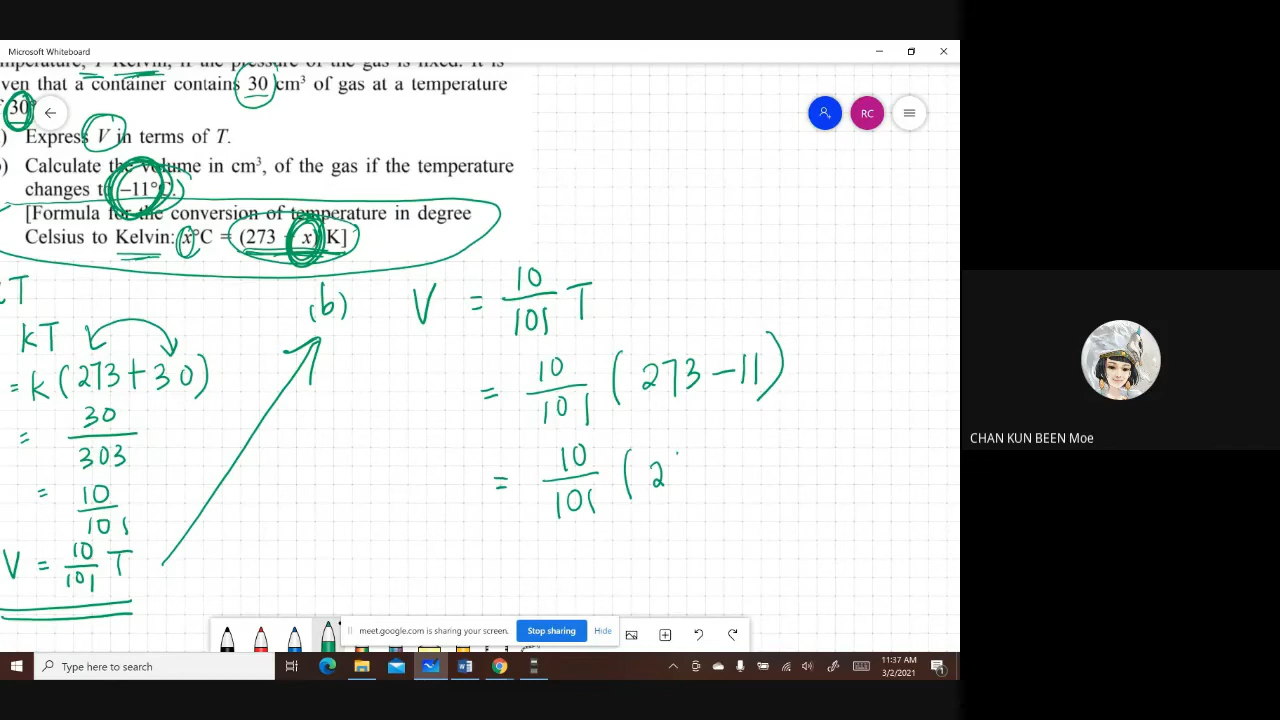 Microsoft Whiteboard
mperature, T Kelvin, if the pressure of the gas is fixed. It is
ven that a container contains 30 cm³ of gas at a temperature
30°
RC
) Express V in terms of T.
) Calculate the volume in cm³, of the gas if the temperature
changes to –11°C.
[Formula for the conversion of temperature in degree
Celsius to Kelvin: x°C = (273 + x) K]
T
kT
= k (273 + 30)
= 30/303
= 10/101
V = 10/101 T
(b) V = 10/101 T
= 10/101 (273 – 11)
= 10/101 ( 2
meet.google.com is sharing your screen.
Stop sharing
Hide
Type here to search
11:37 AM
3/2/2021
1
CHAN KUN BEEN Moe